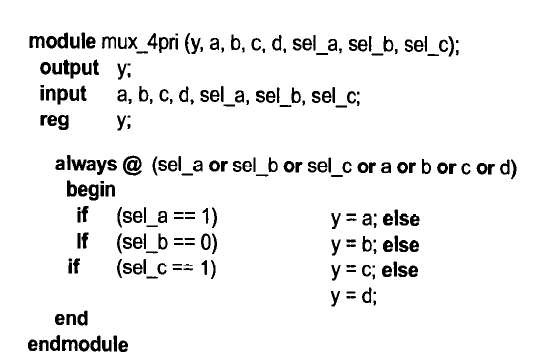 module mux_4pri (y, a, b, c, d, sel_a, sel_b, sel_c);
output y;
input a, b, c, d, sel_a, sel_b, sel_c;
reg y;
always @ (sel_a or sel_b or sel_c or a or b or c or d)
begin
if (sel_a == 1) y = a; else
If (sel_b == 0) y = b; else
if (sel_c == 1) y = c; else
y = d;
end
endmodule